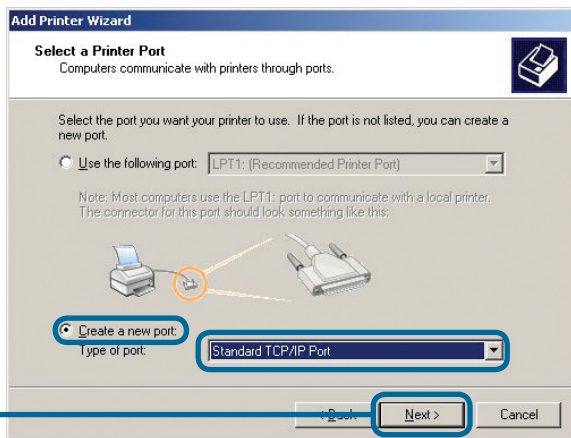 Add Printer Wizard
Select a Printer Port
Computers communicate with printers through ports.
Select the port you want your printer to use. If the port is not listed, you can create a
new port.
Use the following port:
LPT1: (Recommended Printer Port)
Note: Most computers use the LPT1: port to communicate with a local printer.
The connector for this port should look something like this:
Create a new port:
Type of port:
Standard TCP/IP Port
< Back
Next >
Cancel